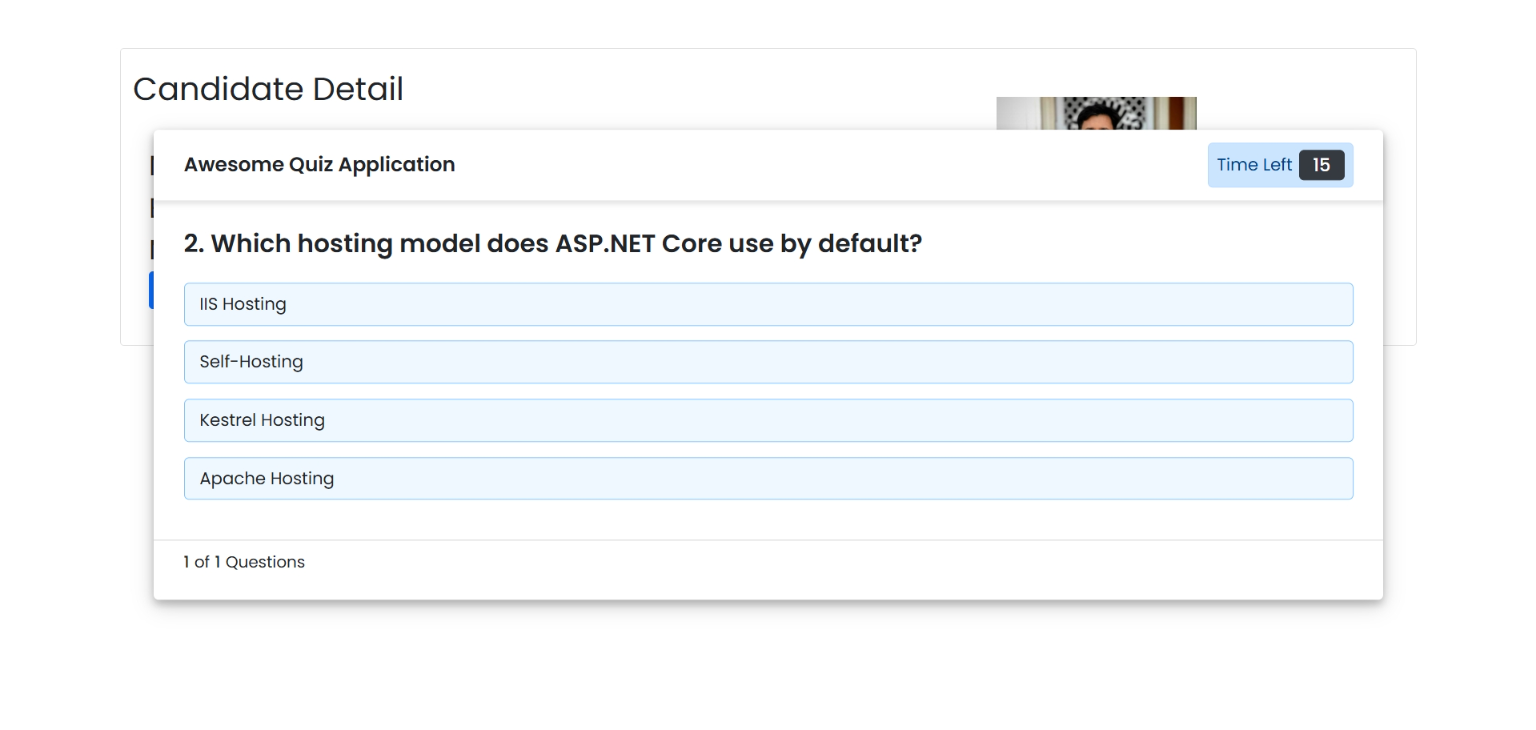 Candidate Detail
Awesome Quiz Application
Time Left 15
2. Which hosting model does ASP.NET Core use by default?
IIS Hosting
Self-Hosting
Kestrel Hosting
Apache Hosting
1 of 1 Questions